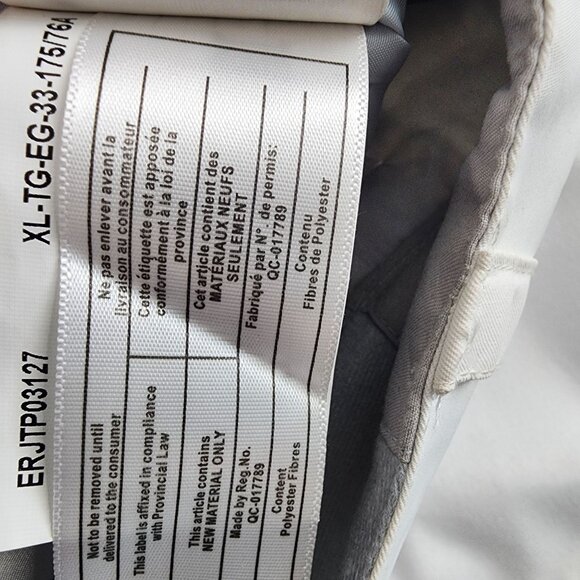 ERJTP03127
XL-TG-EG-33-175/76A
Not to be removed until
delivered to the consumer
Ne pas enlever avant la
livraison au consommateur
This label is affixed in compliance
with Provincial Law
Cette étiquette est apposée
conformément à la loi de la
province
This article contains
NEW MATERIAL ONLY
Cet article contient des
MATÉRIAUX NEUFS
SEULEMENT
Made by Reg.No.
QC-017789
Fabriqué par N°. de permis:
QC-017789
Content
Polyester Fibres
Contenu
Fibres de Polyester